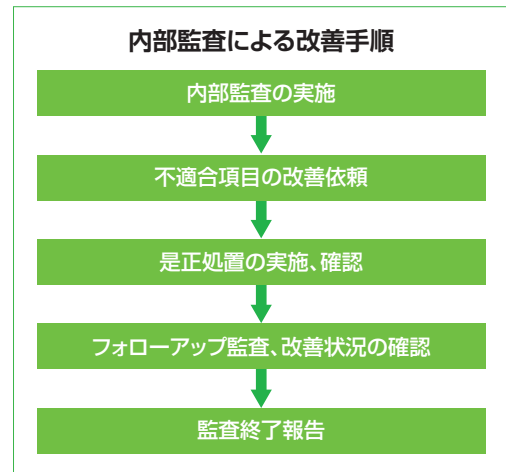 内部監査による改善手順
内部監査の実施
不適合項目の改善依頼
是正処置の実施、確認
フォローアップ監査、改善状況の確認
監査終了報告